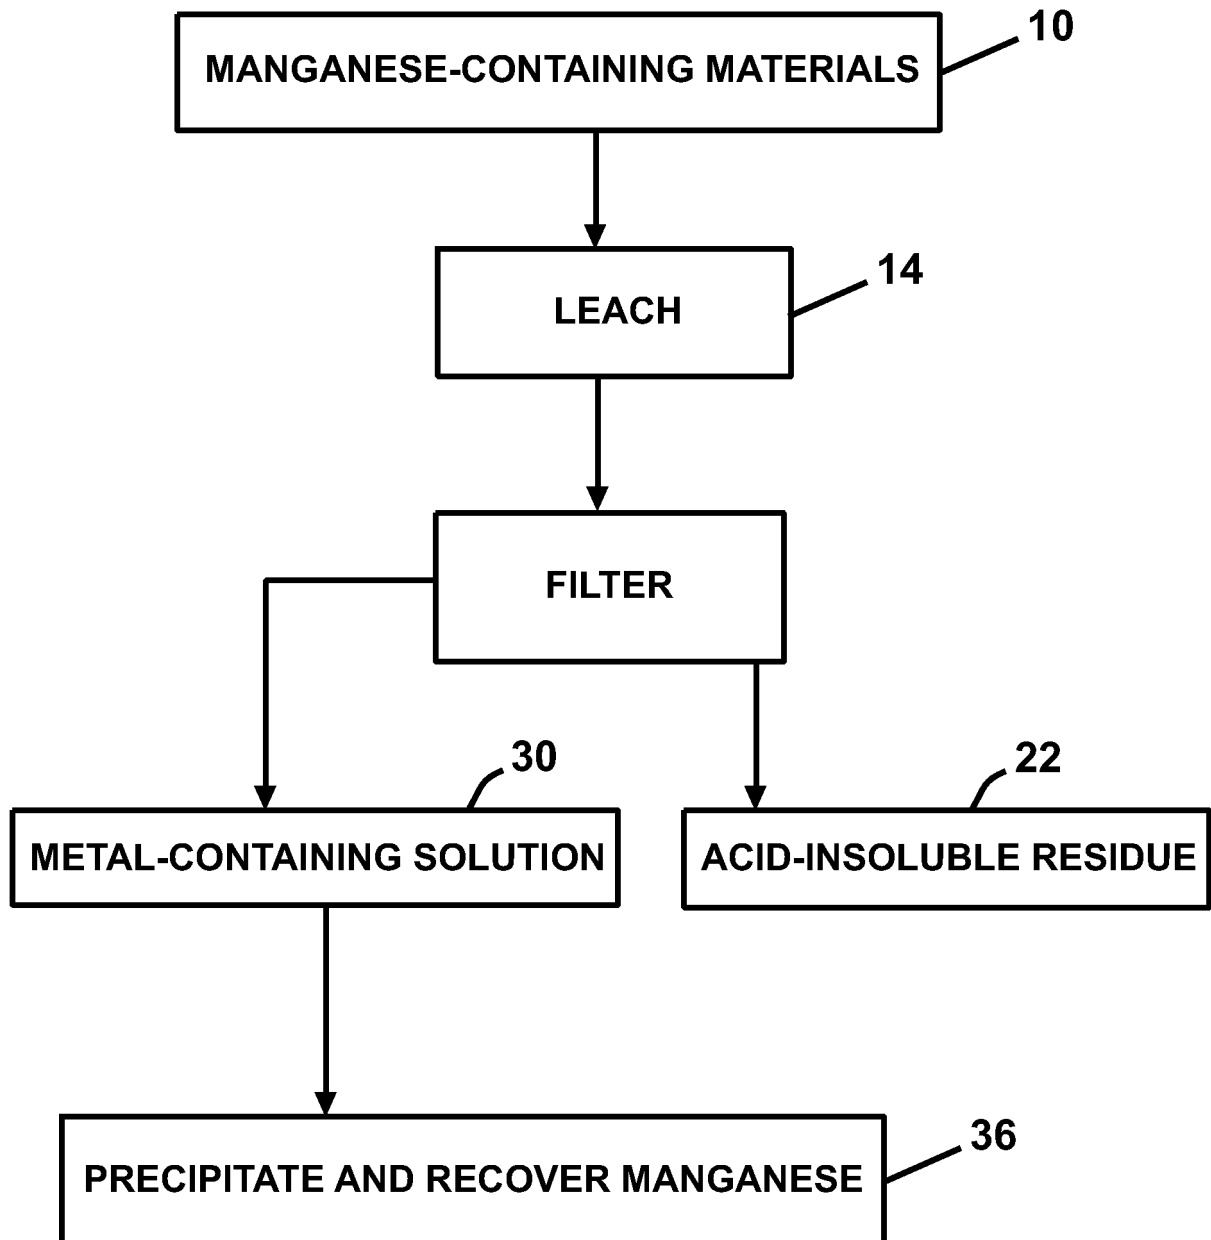 MANGANESE-CONTAINING MATERIALS
10
LEACH
14
FILTER
30
22
METAL-CONTAINING SOLUTION
ACID-INSOLUBLE RESIDUE
PRECIPITATE AND RECOVER MANGANESE
36